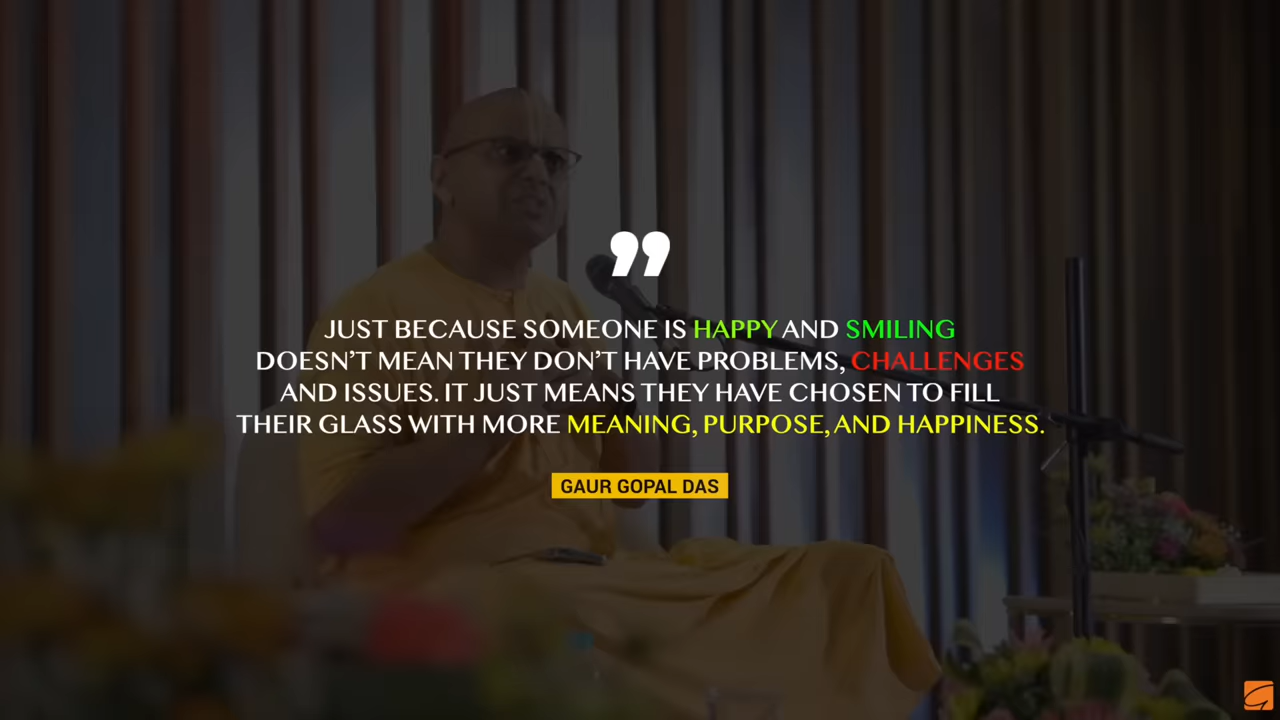 ”
JUST BECAUSE SOMEONE IS HAPPY AND SMILING
DOESN’T MEAN THEY DON’T HAVE PROBLEMS, CHALLENGES
AND ISSUES. IT JUST MEANS THEY HAVE CHOSEN TO FILL
THEIR GLASS WITH MORE MEANING, PURPOSE, AND HAPPINESS.
GAUR GOPAL DAS